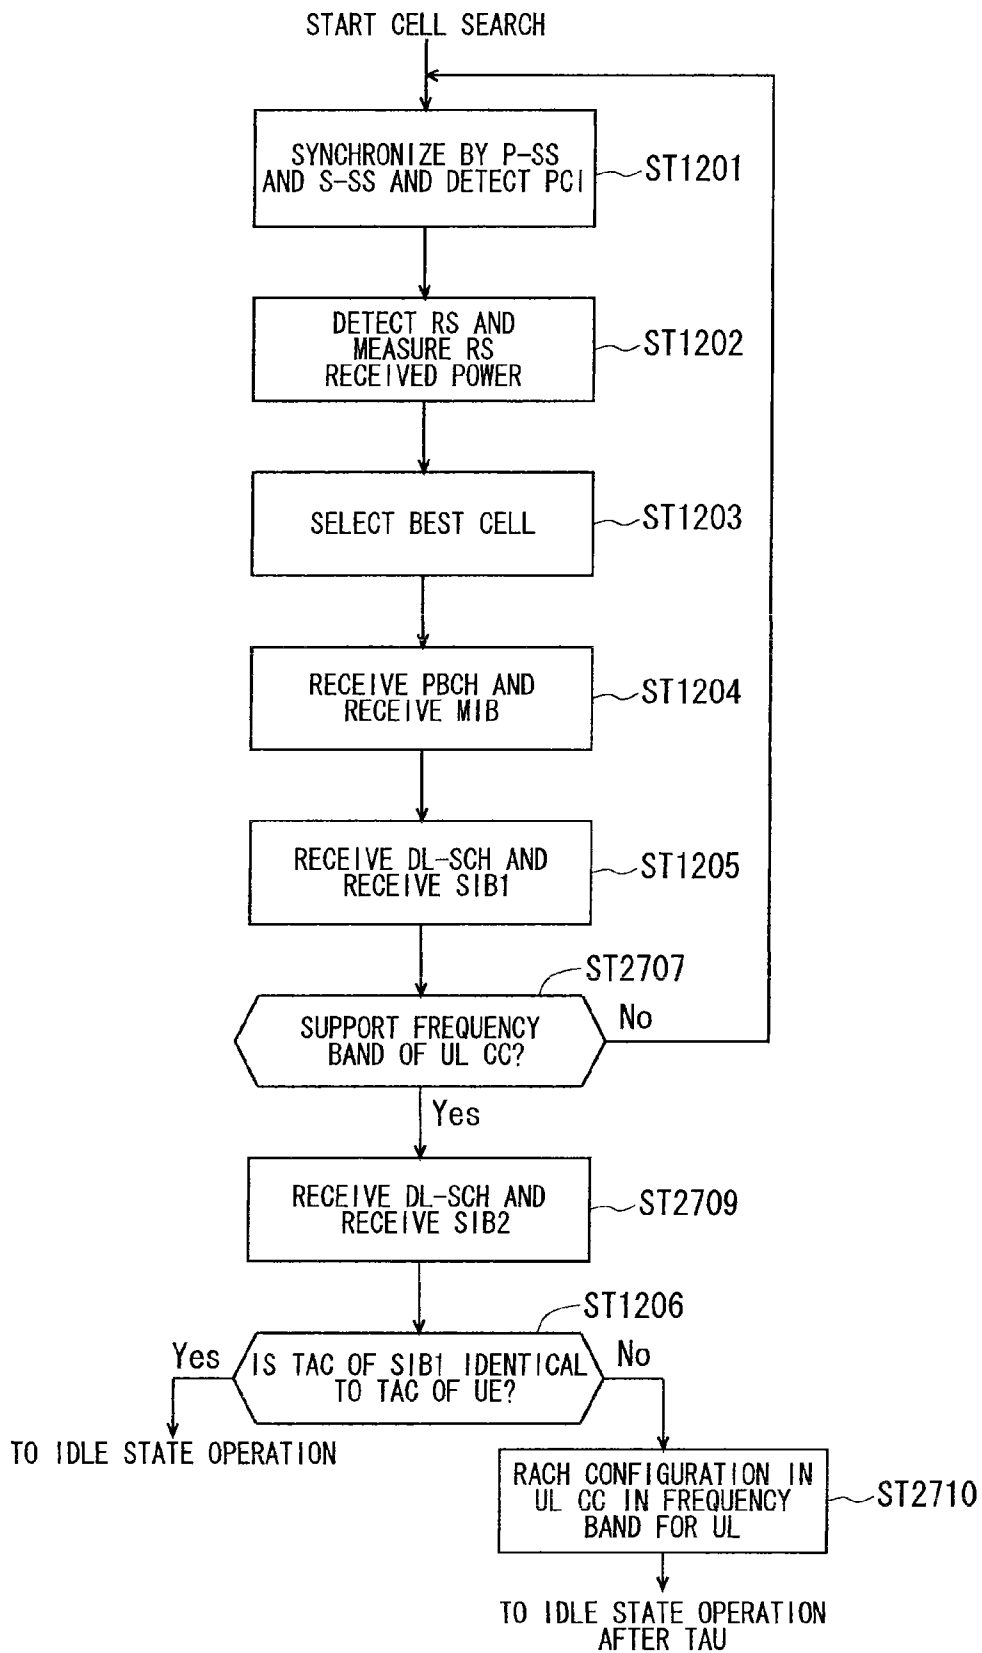 START CELL SEARCH
SYNCHRONIZE BY P-SS
AND S-SS AND DETECT PCI
ST1201
DETECT RS AND
MEASURE RS
RECEIVED POWER
ST1202
SELECT BEST CELL
ST1203
RECEIVE PBCH AND
RECEIVE MIB
ST1204
RECEIVE DL-SCH AND
RECEIVE SIB1
ST1205
ST2707
SUPPORT FREQUENCY
BAND OF UL CC?
No
Yes
RECEIVE DL-SCH AND
RECEIVE SIB2
ST2709
ST1206
IS TAC OF SIB1 IDENTICAL
TO TAC OF UE?
Yes
No
TO IDLE STATE OPERATION
RACH CONFIGURATION IN
UL CC IN FREQUENCY
BAND FOR UL
ST2710
TO IDLE STATE OPERATION
AFTER TAU